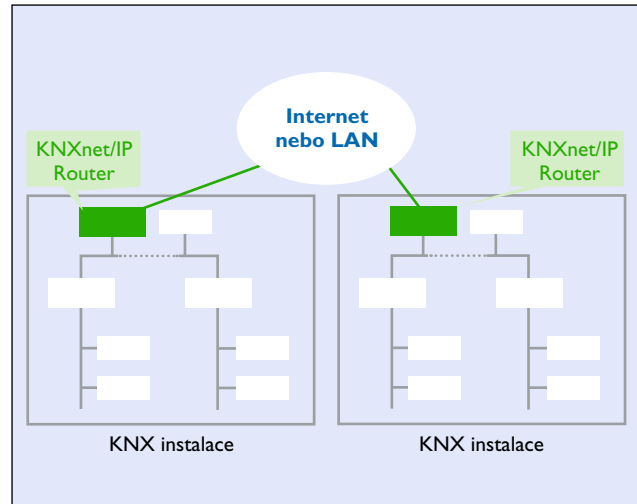 Internet
nebo LAN
KNXnet/IP
Router
KNXnet/IP
Router
KNX instalace
KNX instalace